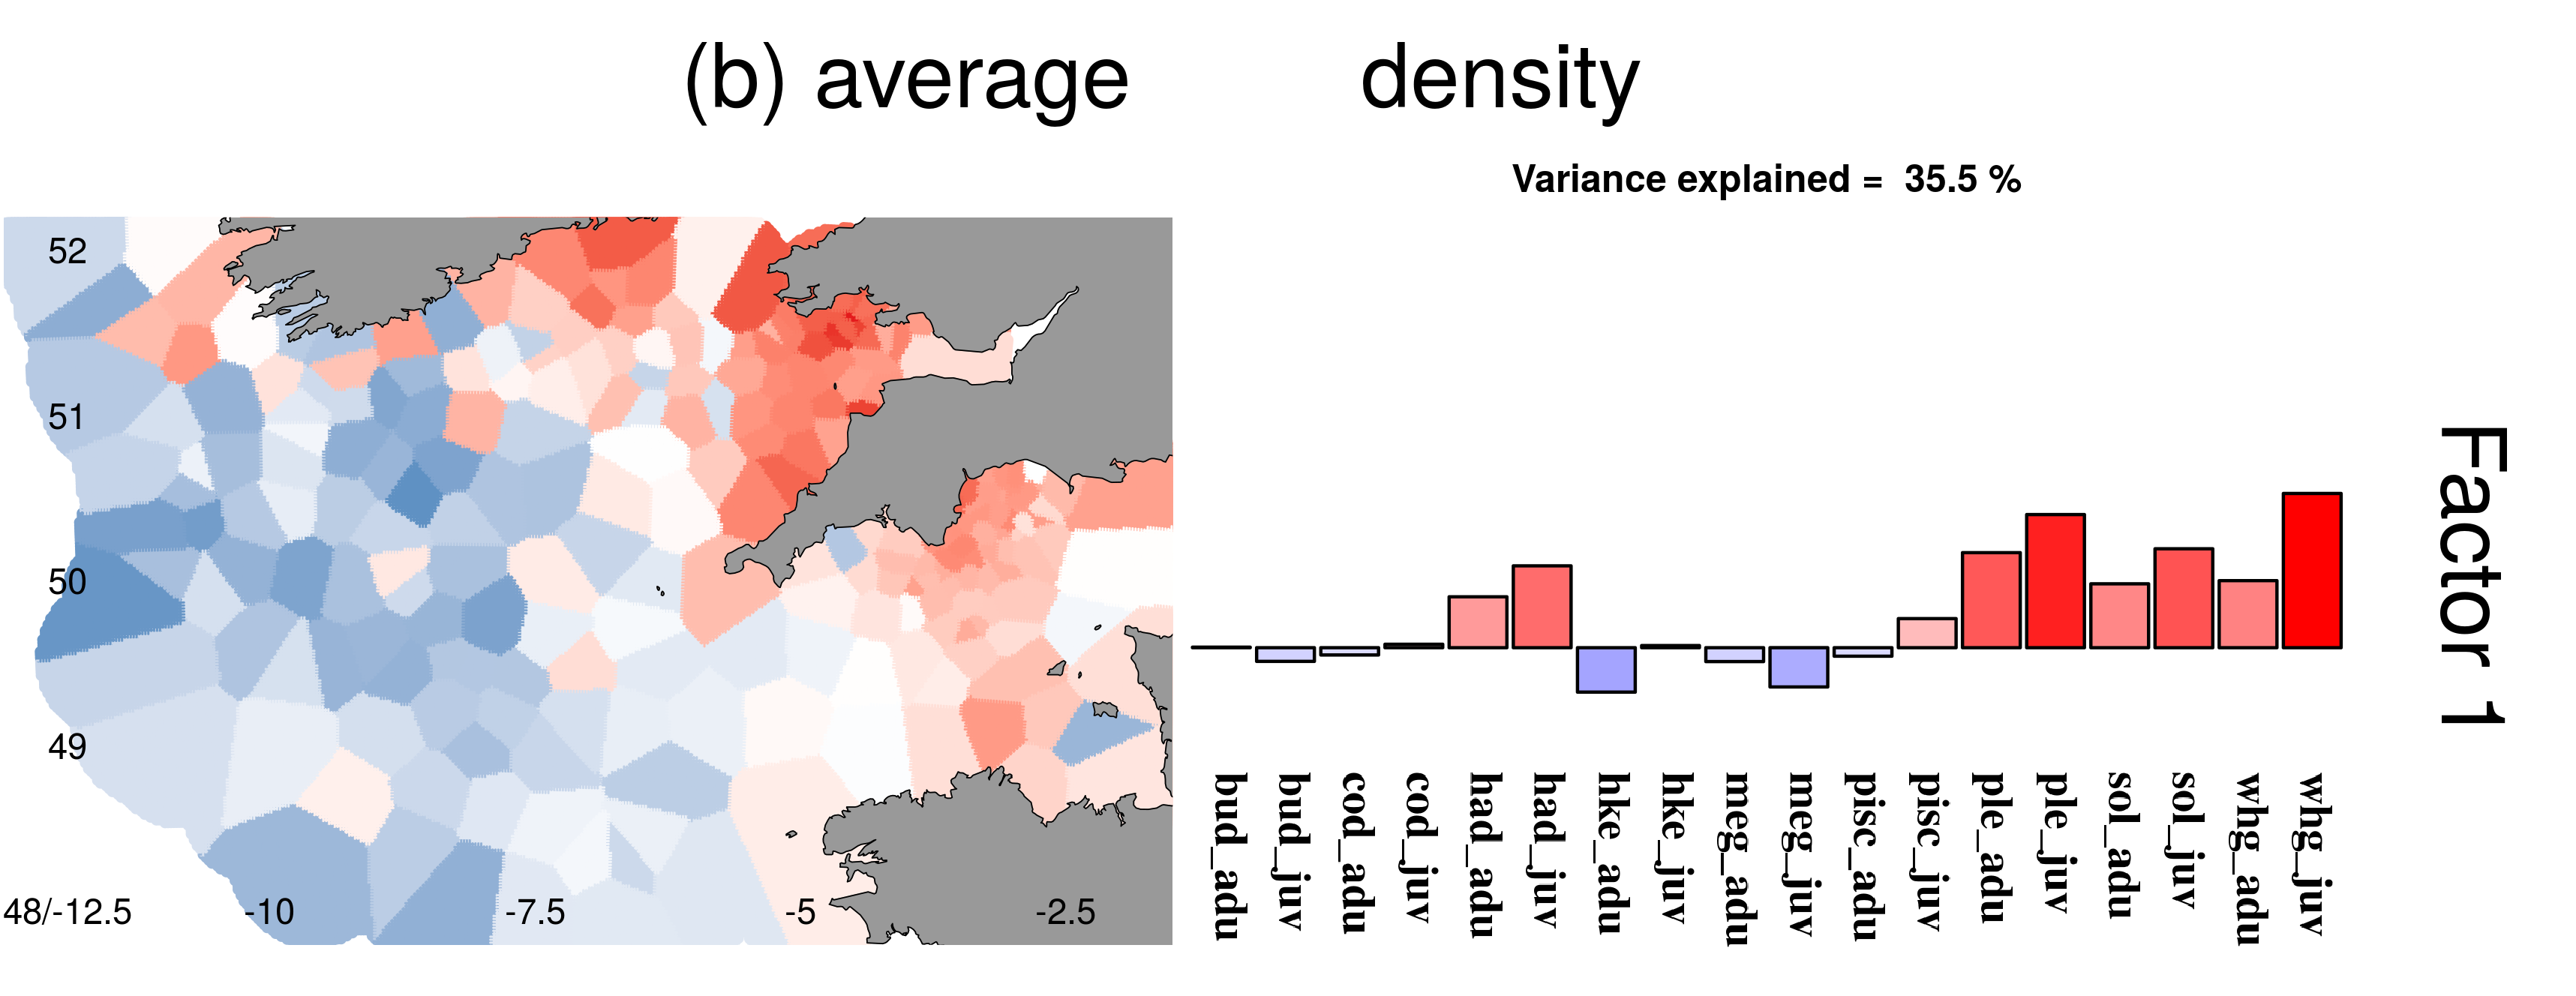 (b) average density
Variance explained = 35.5 %
52
51
50
49
48/-12.5 -10 -7.5 -5 -2.5
bud_adu
bud_juv
cod_adu
cod_juv
had_adu
had_juv
hke_adu
hke_juv
meg_adu
meg_juv
pisc_adu
pisc_juv
ple_adu
ple_juv
sol_adu
sol_juv
whg_adu
whg_juv
Factor 1